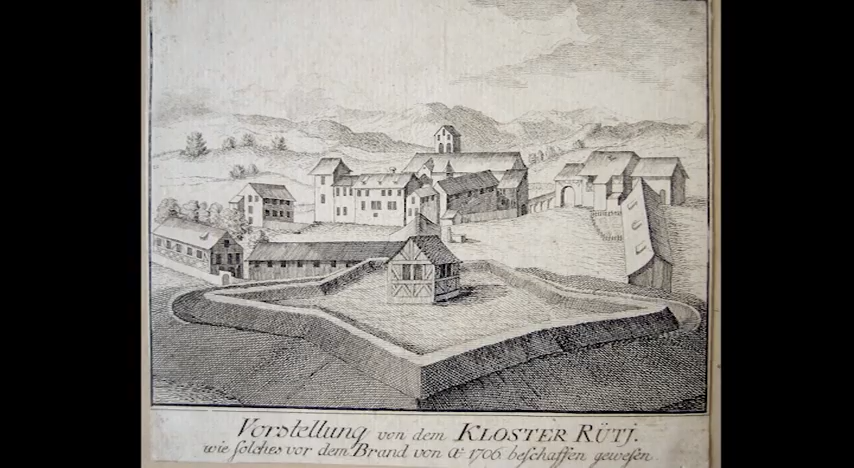 Vorstellung von dem KLOSTER RÜTJ.
wie solches vor dem Brand von Aᵒ 1706 beschaffen gewesen.